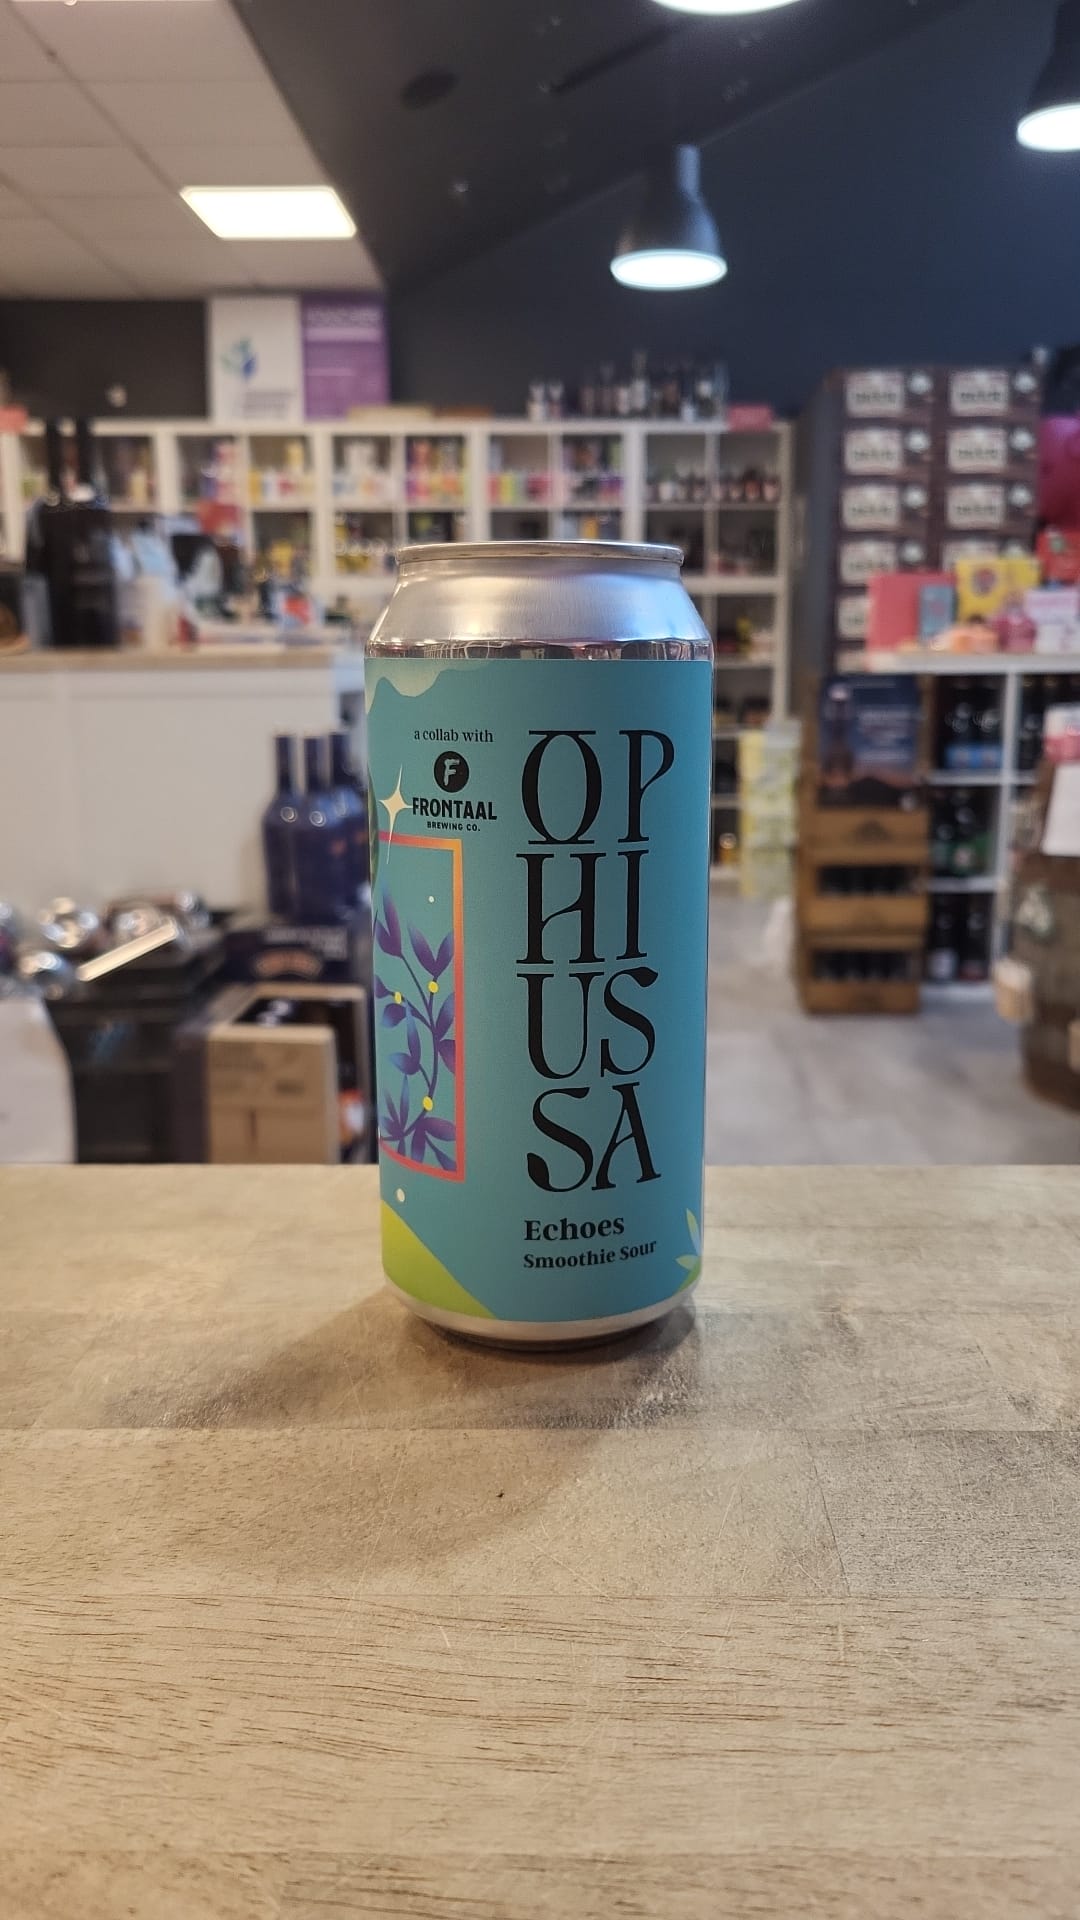 a collab with
F
FRONTAAL
BREWING CO.
OP
HI
US
SA
Echoes
Smoothie Sour